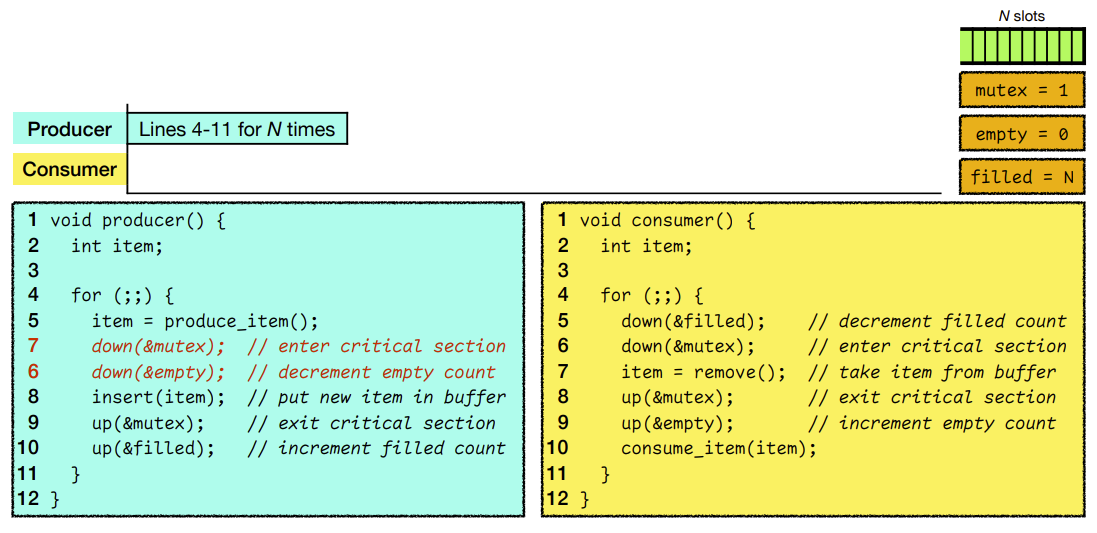 N slots
mutex = 1
Producer Lines 4-11 for N times
empty = 0
Consumer
filled = N
1 void producer() {
2 int item;
3
4 for (;;) {
5 item = produce_item();
7 down(&mutex); // enter critical section
6 down(&empty); // decrement empty count
8 insert(item); // put new item in buffer
9 up(&mutex); // exit critical section
10 up(&filled); // increment filled count
11 }
12 }
1 void consumer() {
2 int item;
3
4 for (;;) {
5 down(&filled); // decrement filled count
6 down(&mutex); // enter critical section
7 item = remove(); // take item from buffer
8 up(&mutex); // exit critical section
9 up(&empty); // increment empty count
10 consume_item(item);
11 }
12 }